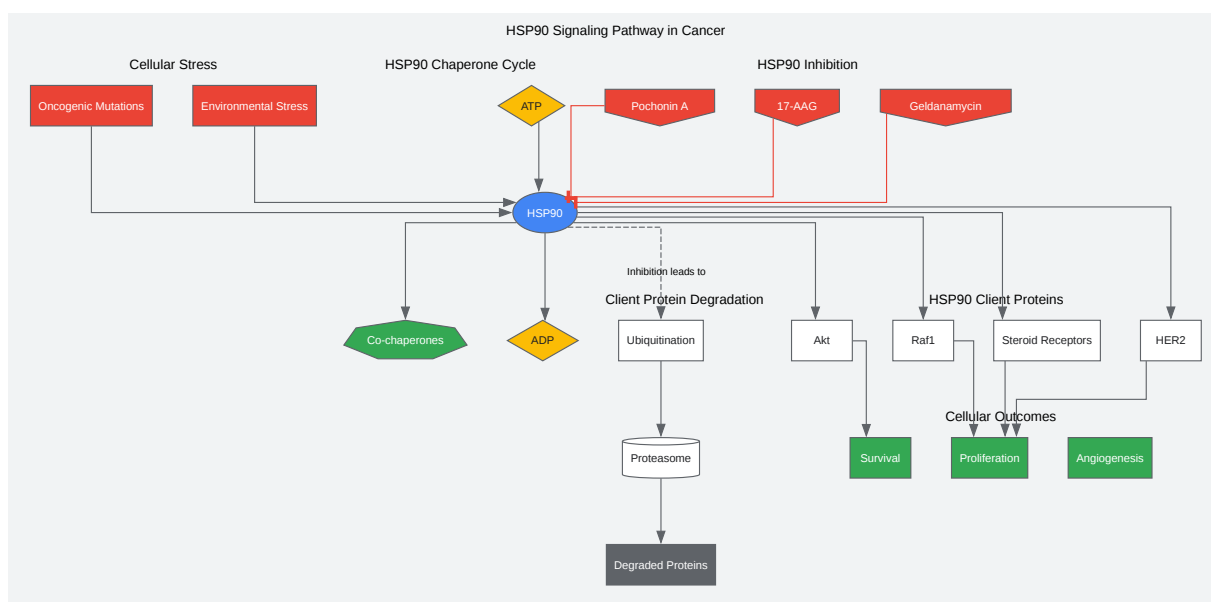 HSP90 Signaling Pathway in Cancer
Cellular Stress
HSP90 Chaperone Cycle
HSP90 Inhibition
Oncogenic Mutations
Environmental Stress
ATP
Pochonin A
17-AAG
Geldanamycin
HSP90
Inhibition leads to
Client Protein Degradation
HSP90 Client Proteins
Co-chaperones
ADP
Ubiquitination
Akt
Raf1
Steroid Receptors
HER2
Cellular Outcomes
Proteasome
Survival
Proliferation
Angiogenesis
Degraded Proteins